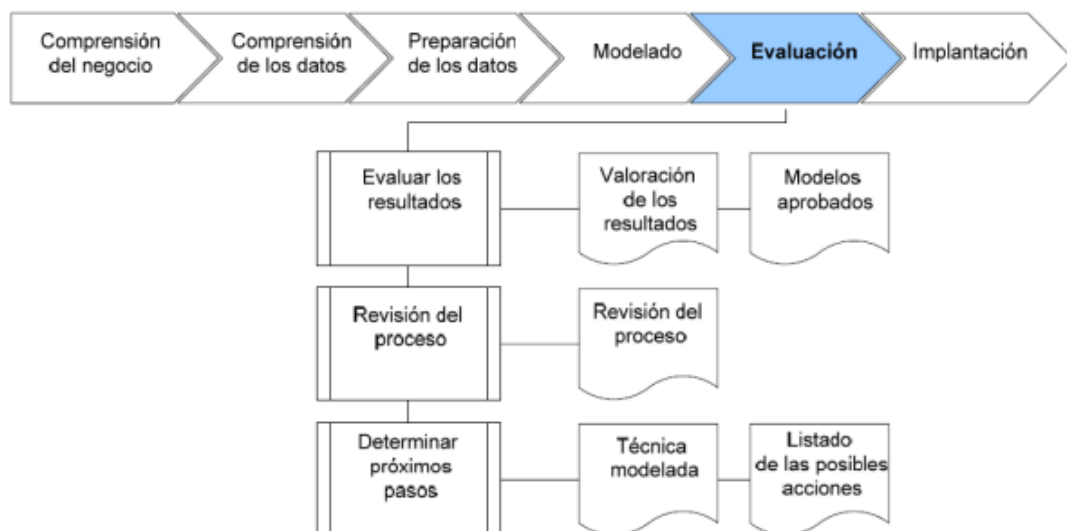 Comprensión
del negocio
Comprensión
de los datos
Preparación
de los datos
Modelado
Evaluación
Implantación
Evaluar los
resultados
Valoración
de los
resultados
Modelos
aprobados
Revisión del
proceso
Revisión del
proceso
Determinar
próximos
pasos
Técnica
modelada
Listado
de las posibles
acciones